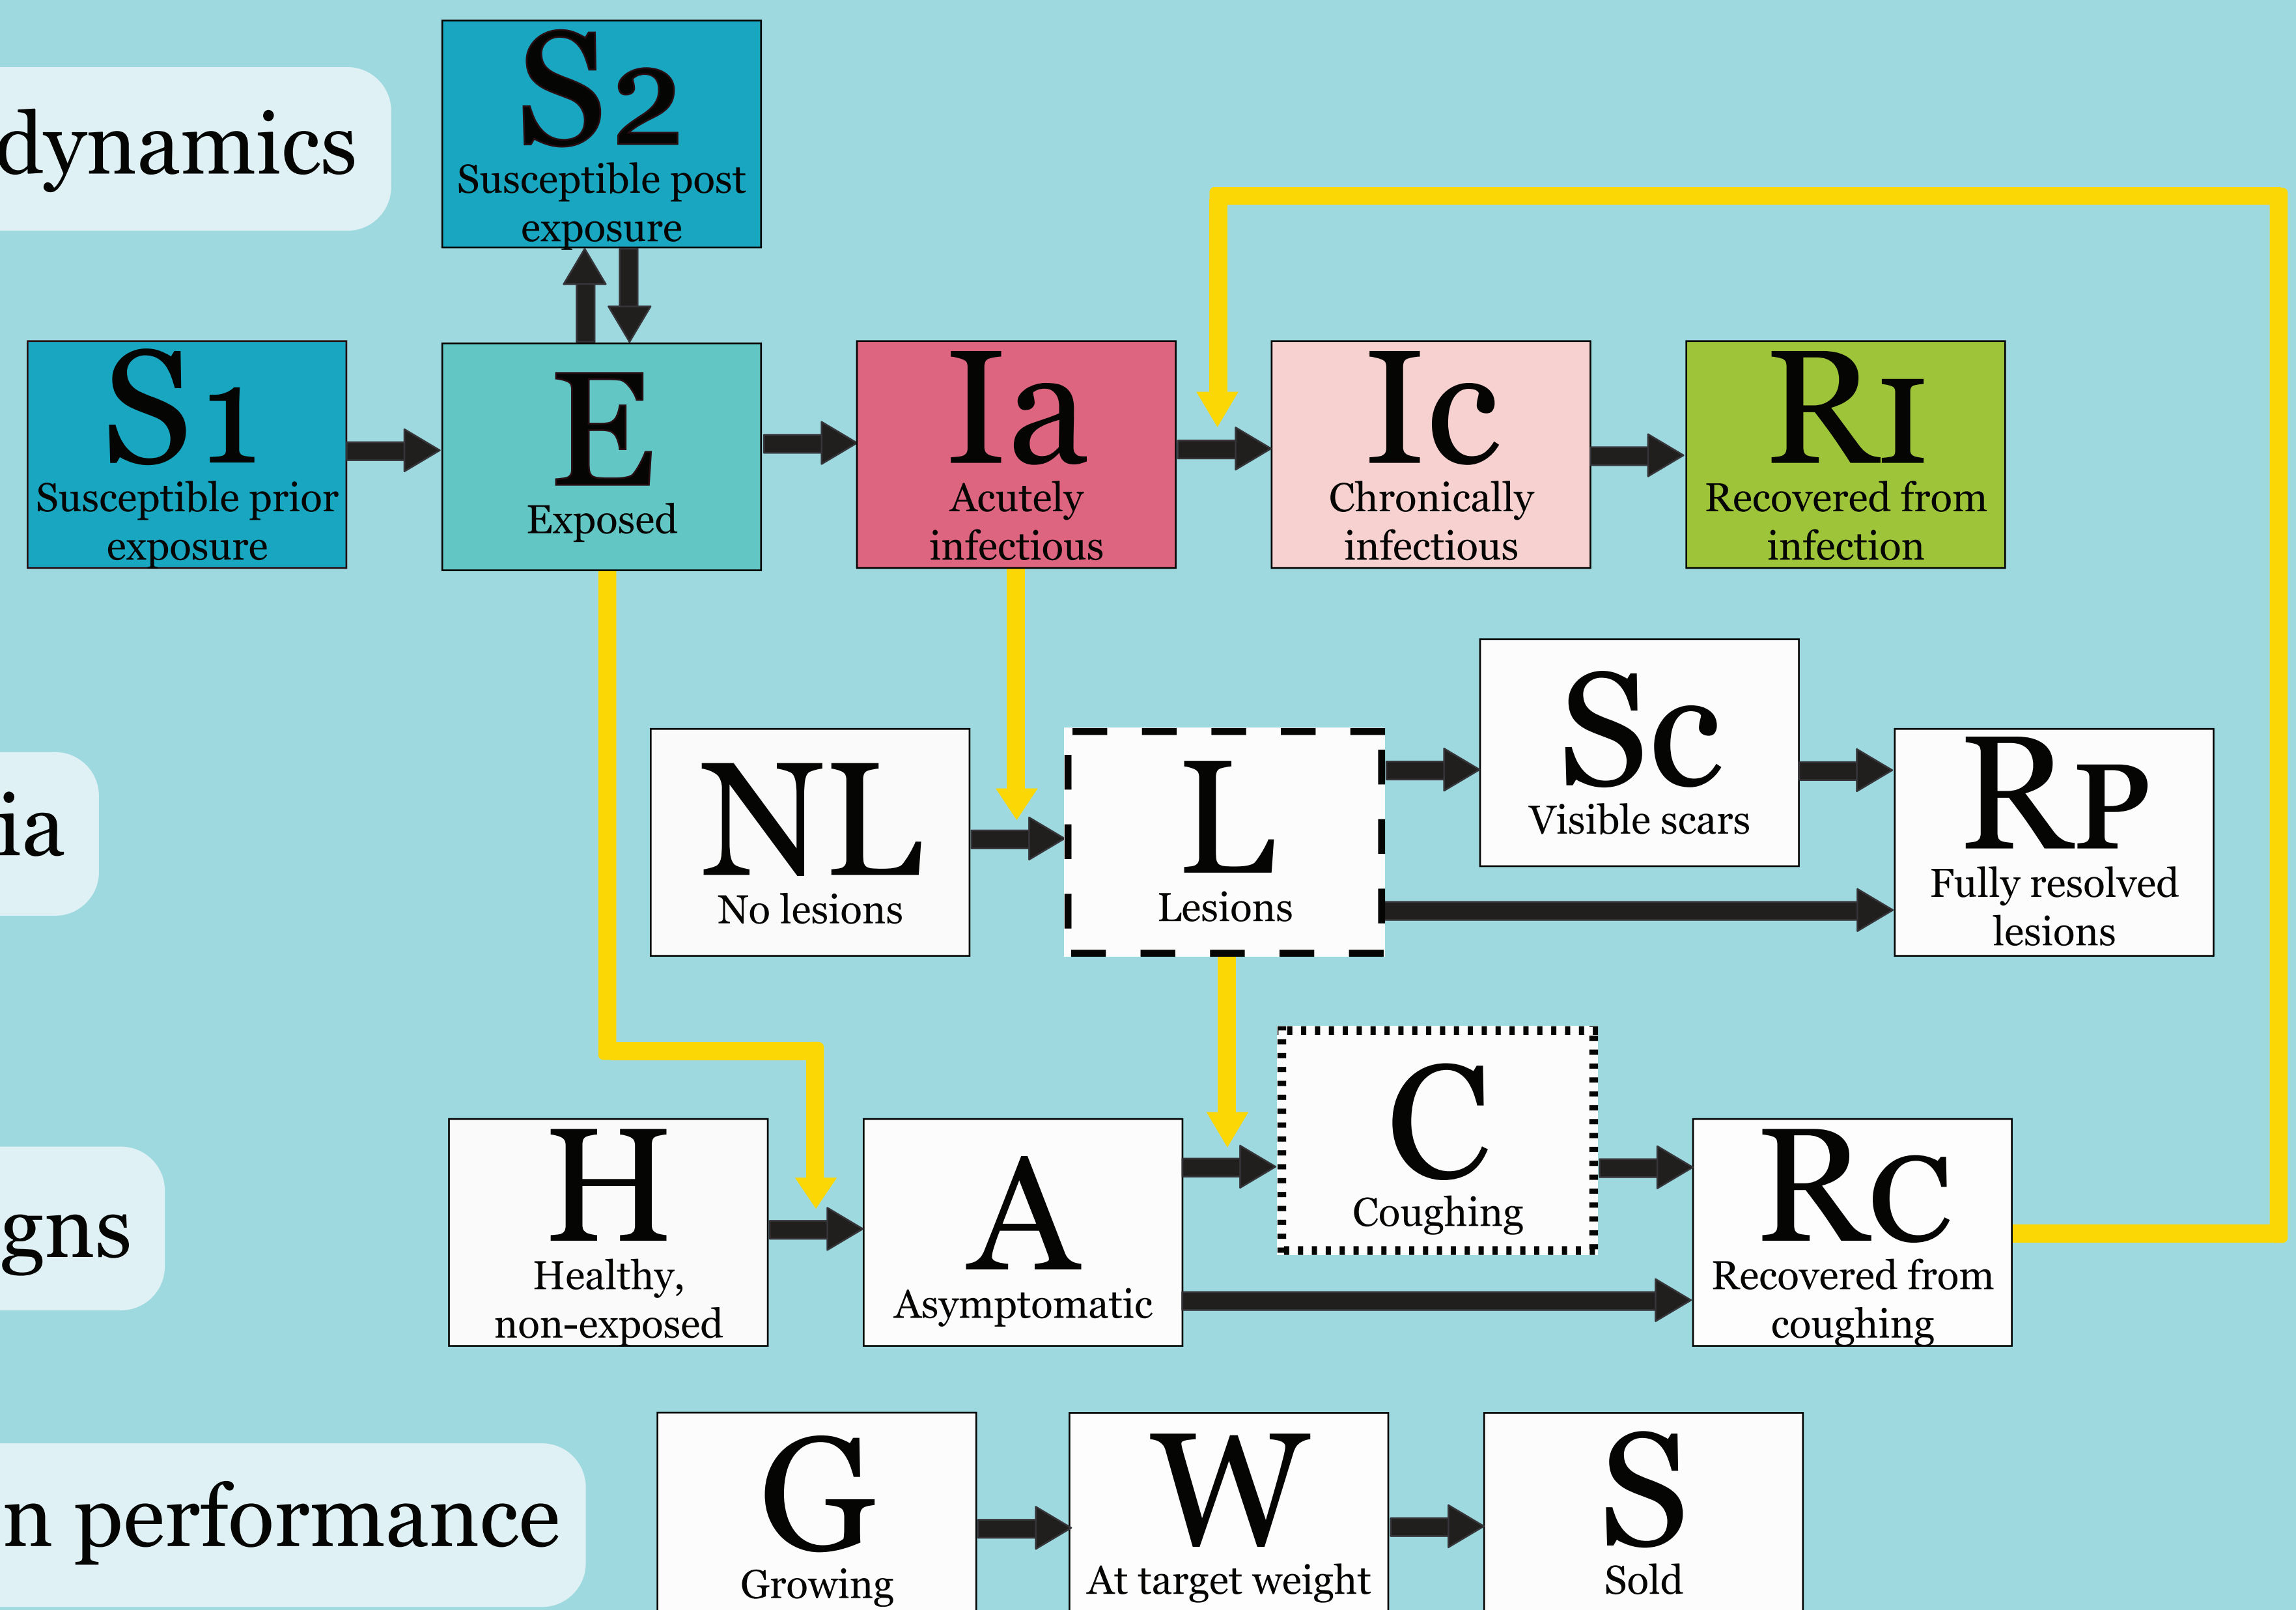 dynamics
S2
Susceptible post
exposure
S1
Susceptible prior
exposure
E
Exposed
Ia
Acutely
infectious
Ic
Chronically
infectious
RI
Recovered from
infection
ia
NL
No lesions
L
Lesions
Sc
Visible scars
RP
Fully resolved
lesions
gns
H
Healthy,
non-exposed
A
Asymptomatic
C
Coughing
RC
Recovered from
coughing
n performance
G
Growing
W
At target weight
S
Sold